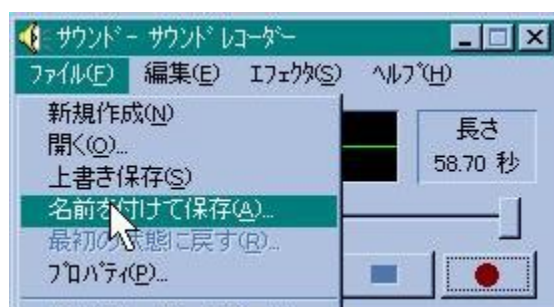 サウンド - サウンド レコーダー
ファイル(F) 編集(E) エフェクタ(S) ヘルプ(H)
新規作成(N)
開く(O)...
上書き保存(S)
名前を付けて保存(A)...
最初の状態に戻す(R)...
プロパティ(P)...
長さ
58.70 秒